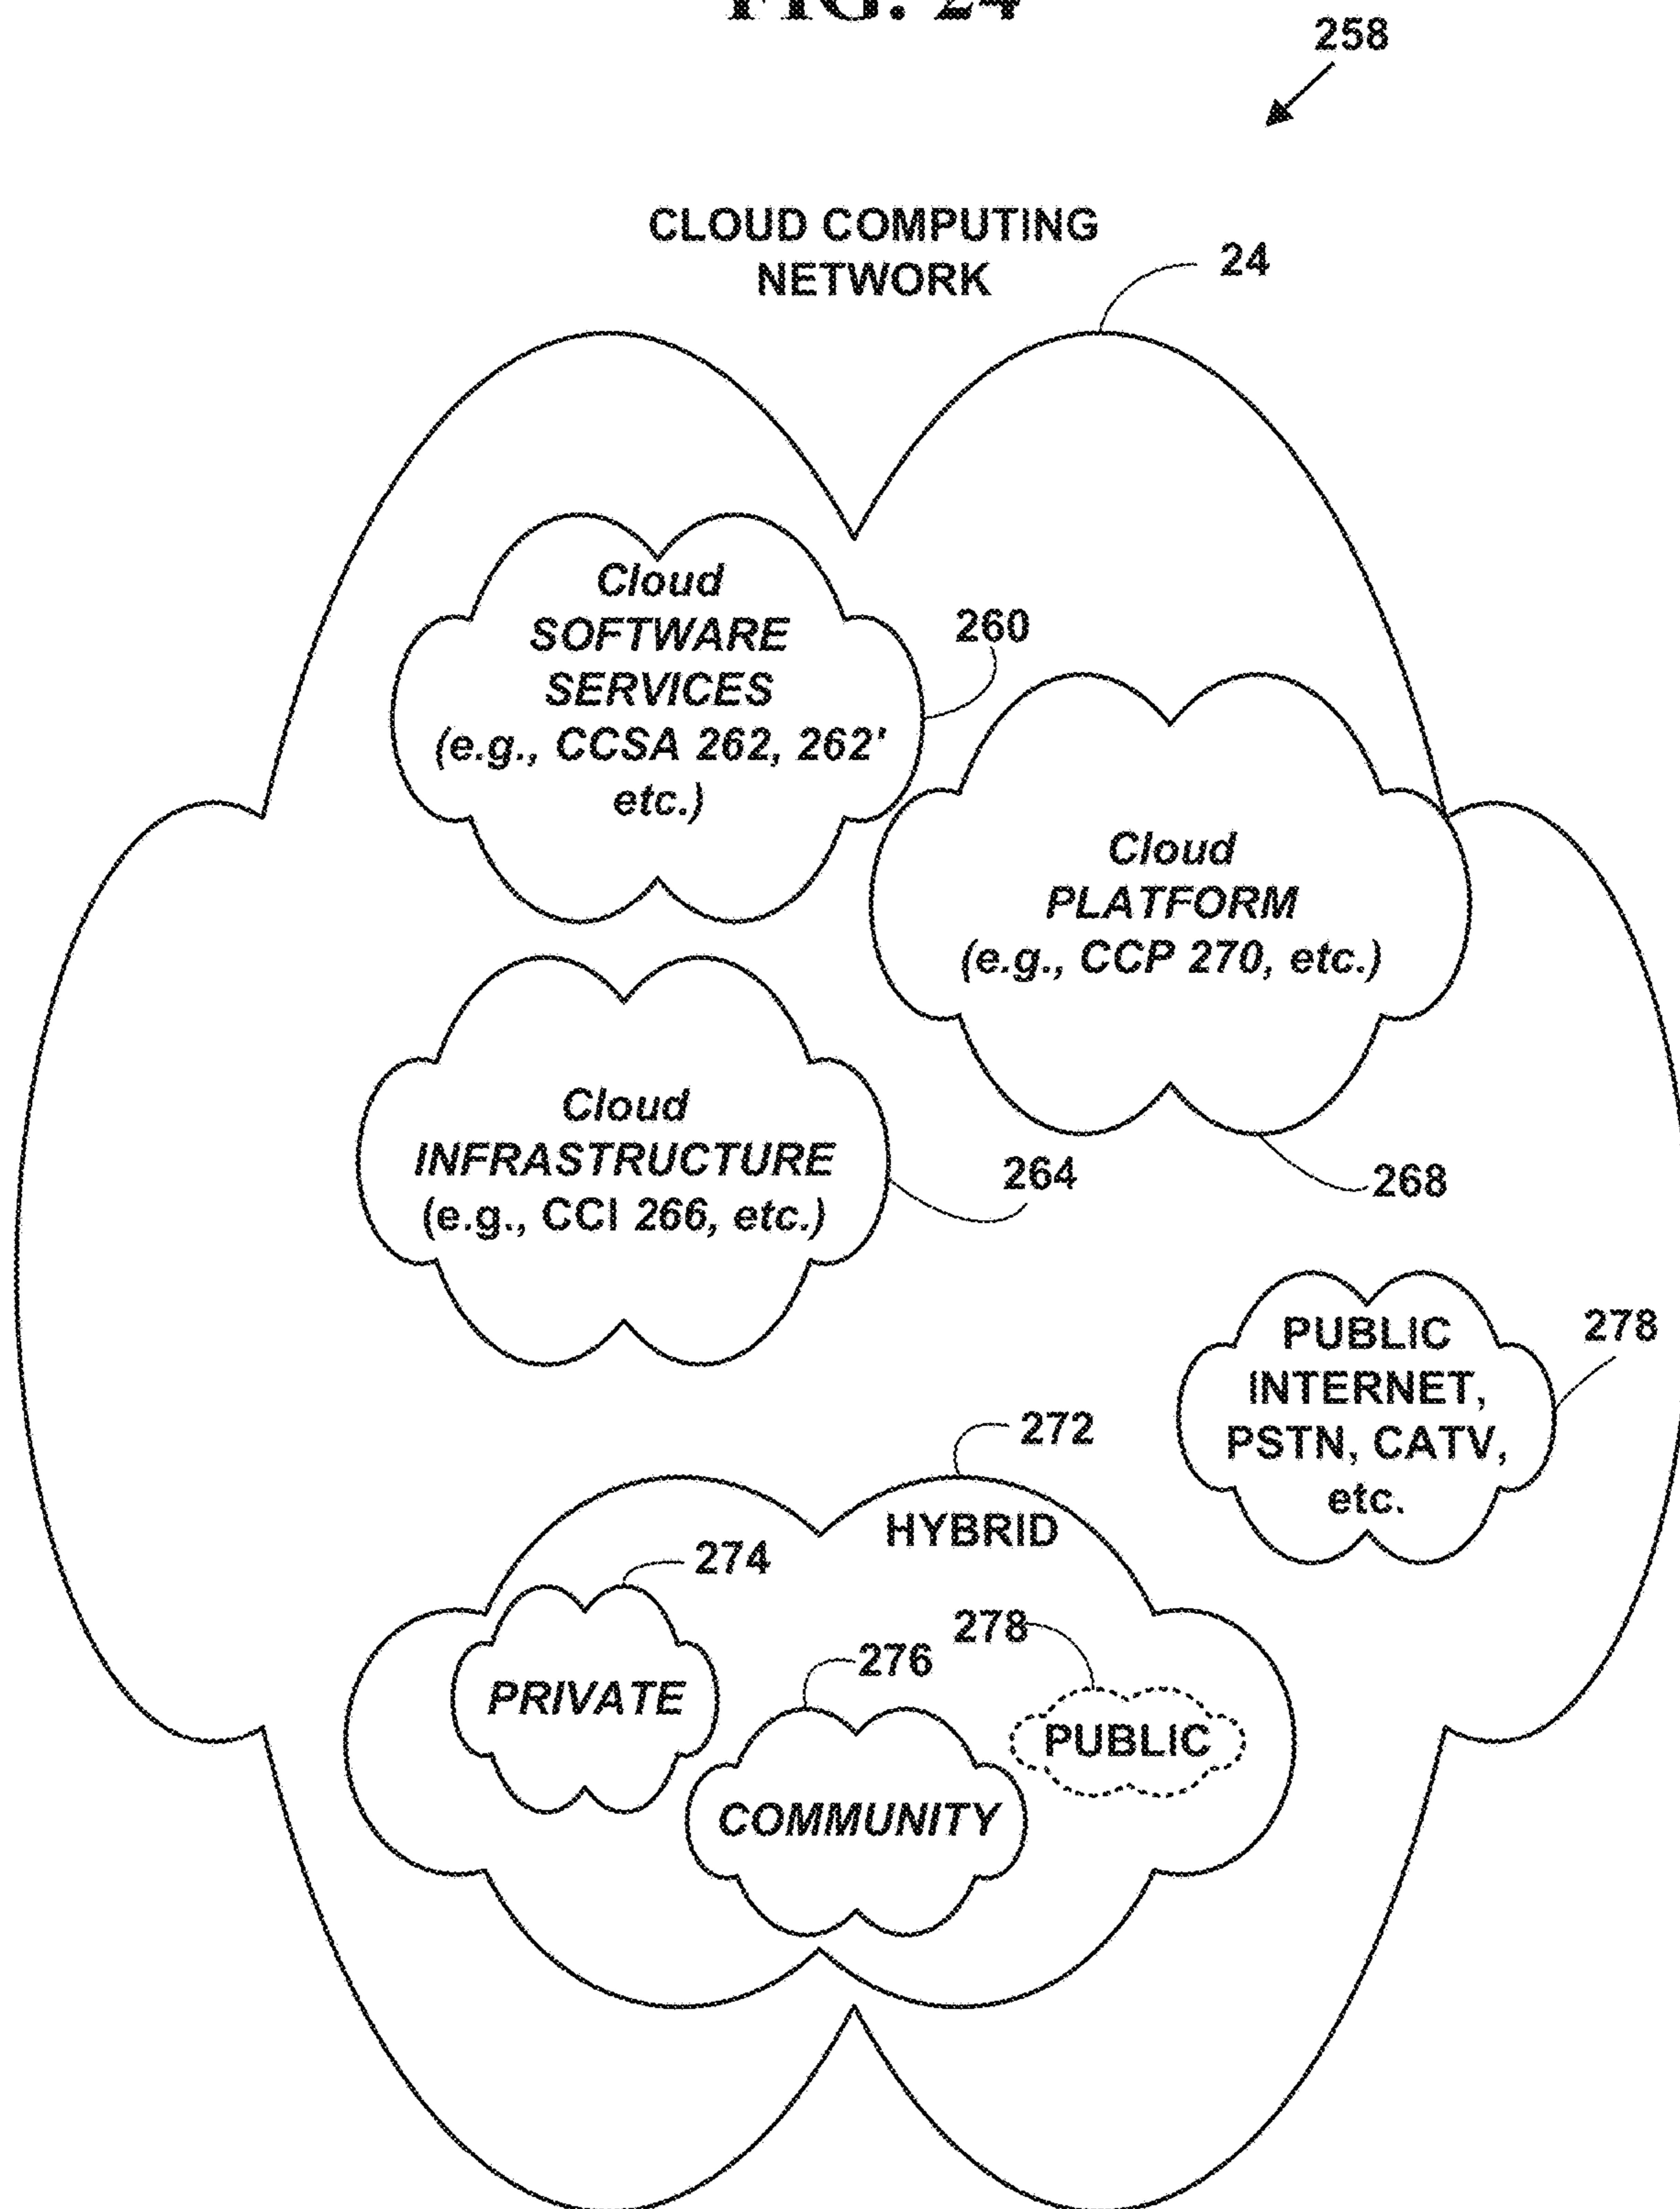 FIG. 24
258
CLOUD COMPUTING
NETWORK
24
Cloud
SOFTWARE
SERVICES
(e.g., CCSA 262, 262'
etc.)
260
Cloud
PLATFORM
(e.g., CCP 270, etc.)
268
Cloud
INFRASTRUCTURE
(e.g., CCI 266, etc.)
264
PUBLIC
INTERNET,
PSTN, CATV,
etc.
278
272
HYBRID
274
PRIVATE
276
COMMUNITY
278
PUBLIC